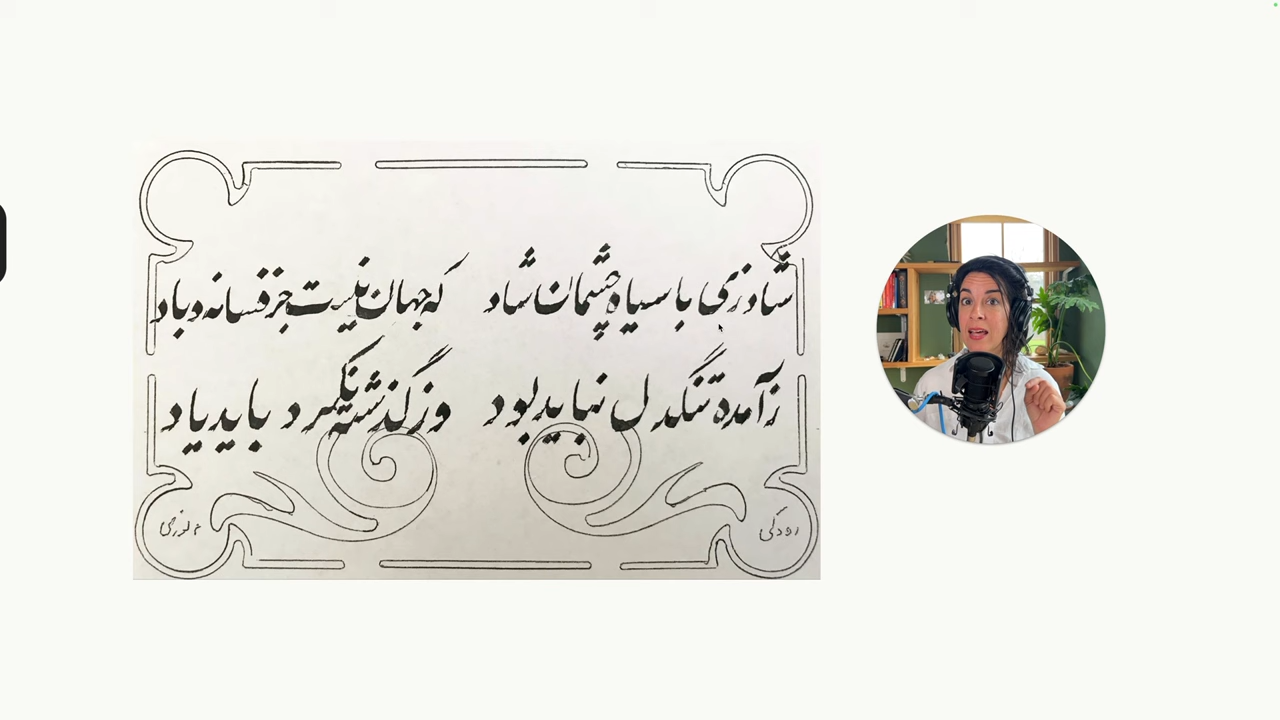 شاد زی با سیاه چشمان شاد که جهان نیست جز فسانه و باد
زآمده تنگدل نباید بود وز گذشته نکرد باید یاد
رودکی